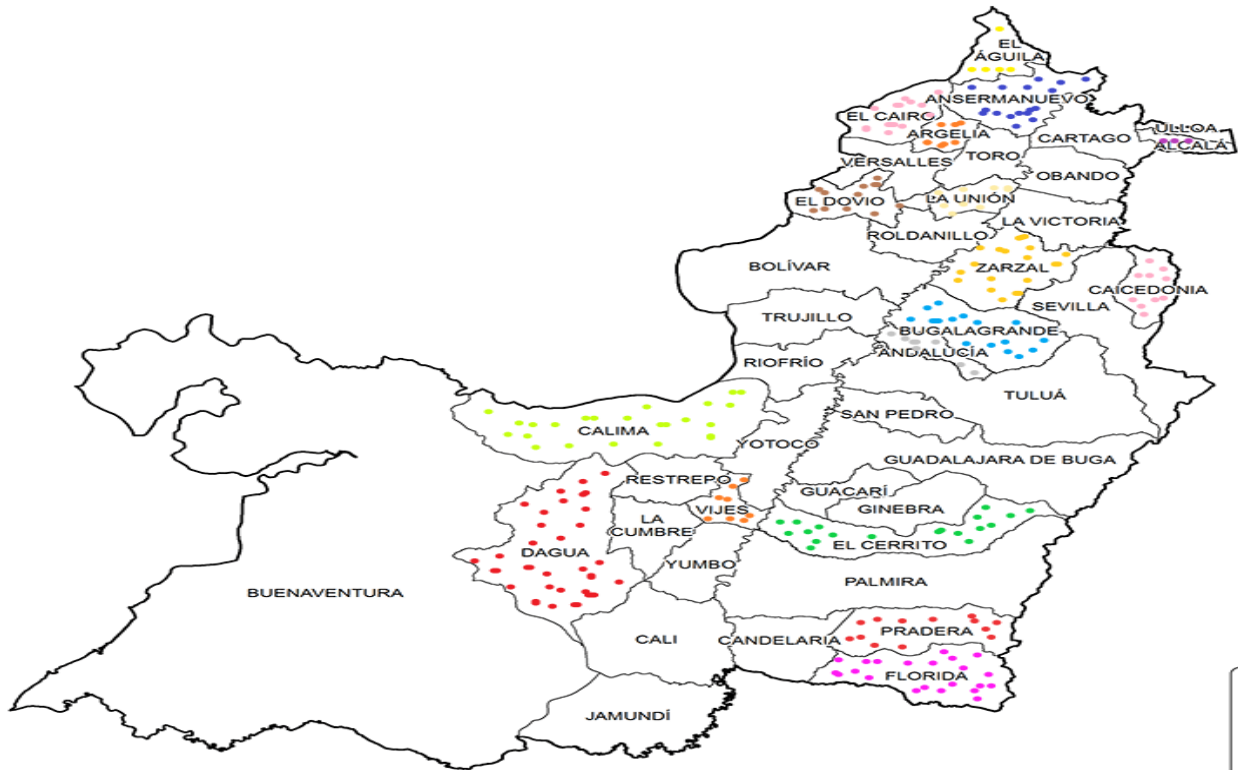 EL
ÁGUILA
ANSERMANUEVO
EL CAIRO
ARGELIA
CARTAGO
ULLOA
ALCALÁ
VERSALLES
TORO
OBANDO
EL DOVIO
LA UNIÓN
LA VICTORIA
ROLDANILLO
BOLÍVAR
ZARZAL
CAICEDONIA
SEVILLA
TRUJILLO
BUGALAGRANDE
ANDALUCÍA
RIOFRÍO
TULUÁ
SAN PEDRO
CALIMA
YOTOCO
GUADALAJARA DE BUGA
RESTREPO
GUACARÍ
GINEBRA
VIJES
LA
CUMBRE
EL CERRITO
DAGUA
YUMBO
PALMIRA
BUENAVENTURA
CALI
CANDELARIA
PRADERA
FLORIDA
JAMUNDÍ